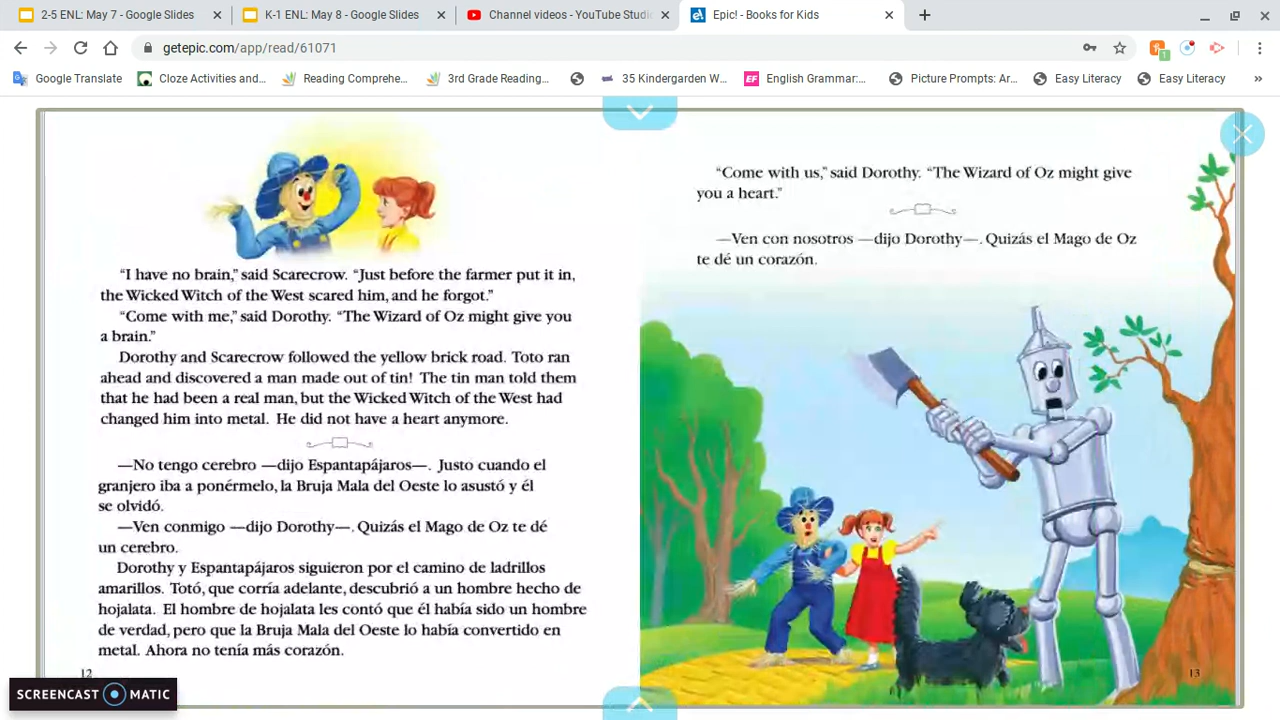 2-5 ENL: May 7 - Google Slides
K-1 ENL: May 8 - Google Slides
Channel videos - YouTube Studi
Epic! - Books for Kids
getepic.com/app/read/61071
1
Google Translate
Cloze Activities and...
Reading Comprehe...
3rd Grade Reading...
35 Kindergarden W...
EF
English Grammar:...
Picture Prompts: Ar...
Easy Literacy
Easy Literacy
»
“I have no brain,” said Scarecrow. “Just before the farmer put it in,
the Wicked Witch of the West scared him, and he forgot.”
“Come with me,” said Dorothy. “The Wizard of Oz might give you
a brain.”
Dorothy and Scarecrow followed the yellow brick road. Toto ran
ahead and discovered a man made out of tin! The tin man told them
that he had been a real man, but the Wicked Witch of the West had
changed him into metal. He did not have a heart anymore.
—No tengo cerebro —dijo Espantapájaros—. Justo cuando el
granjero iba a ponérmelo, la Bruja Mala del Oeste lo asustó y él
se olvidó.
—Ven conmigo —dijo Dorothy—. Quizás el Mago de Oz te dé
un cerebro.
Dorothy y Espantapájaros siguieron por el camino de ladrillos
amarillos. Totó, que corría adelante, descubrió a un hombre hecho de
hojalata. El hombre de hojalata les contó que él había sido un hombre
de verdad, pero que la Bruja Mala del Oeste lo había convertido en
metal. Ahora no tenía más corazón.
12
“Come with us,” said Dorothy. “The Wizard of Oz might give
you a heart.”
—Ven con nosotros —dijo Dorothy—. Quizás el Mago de Oz
te dé un corazón.
13
SCREENCAST MATIC